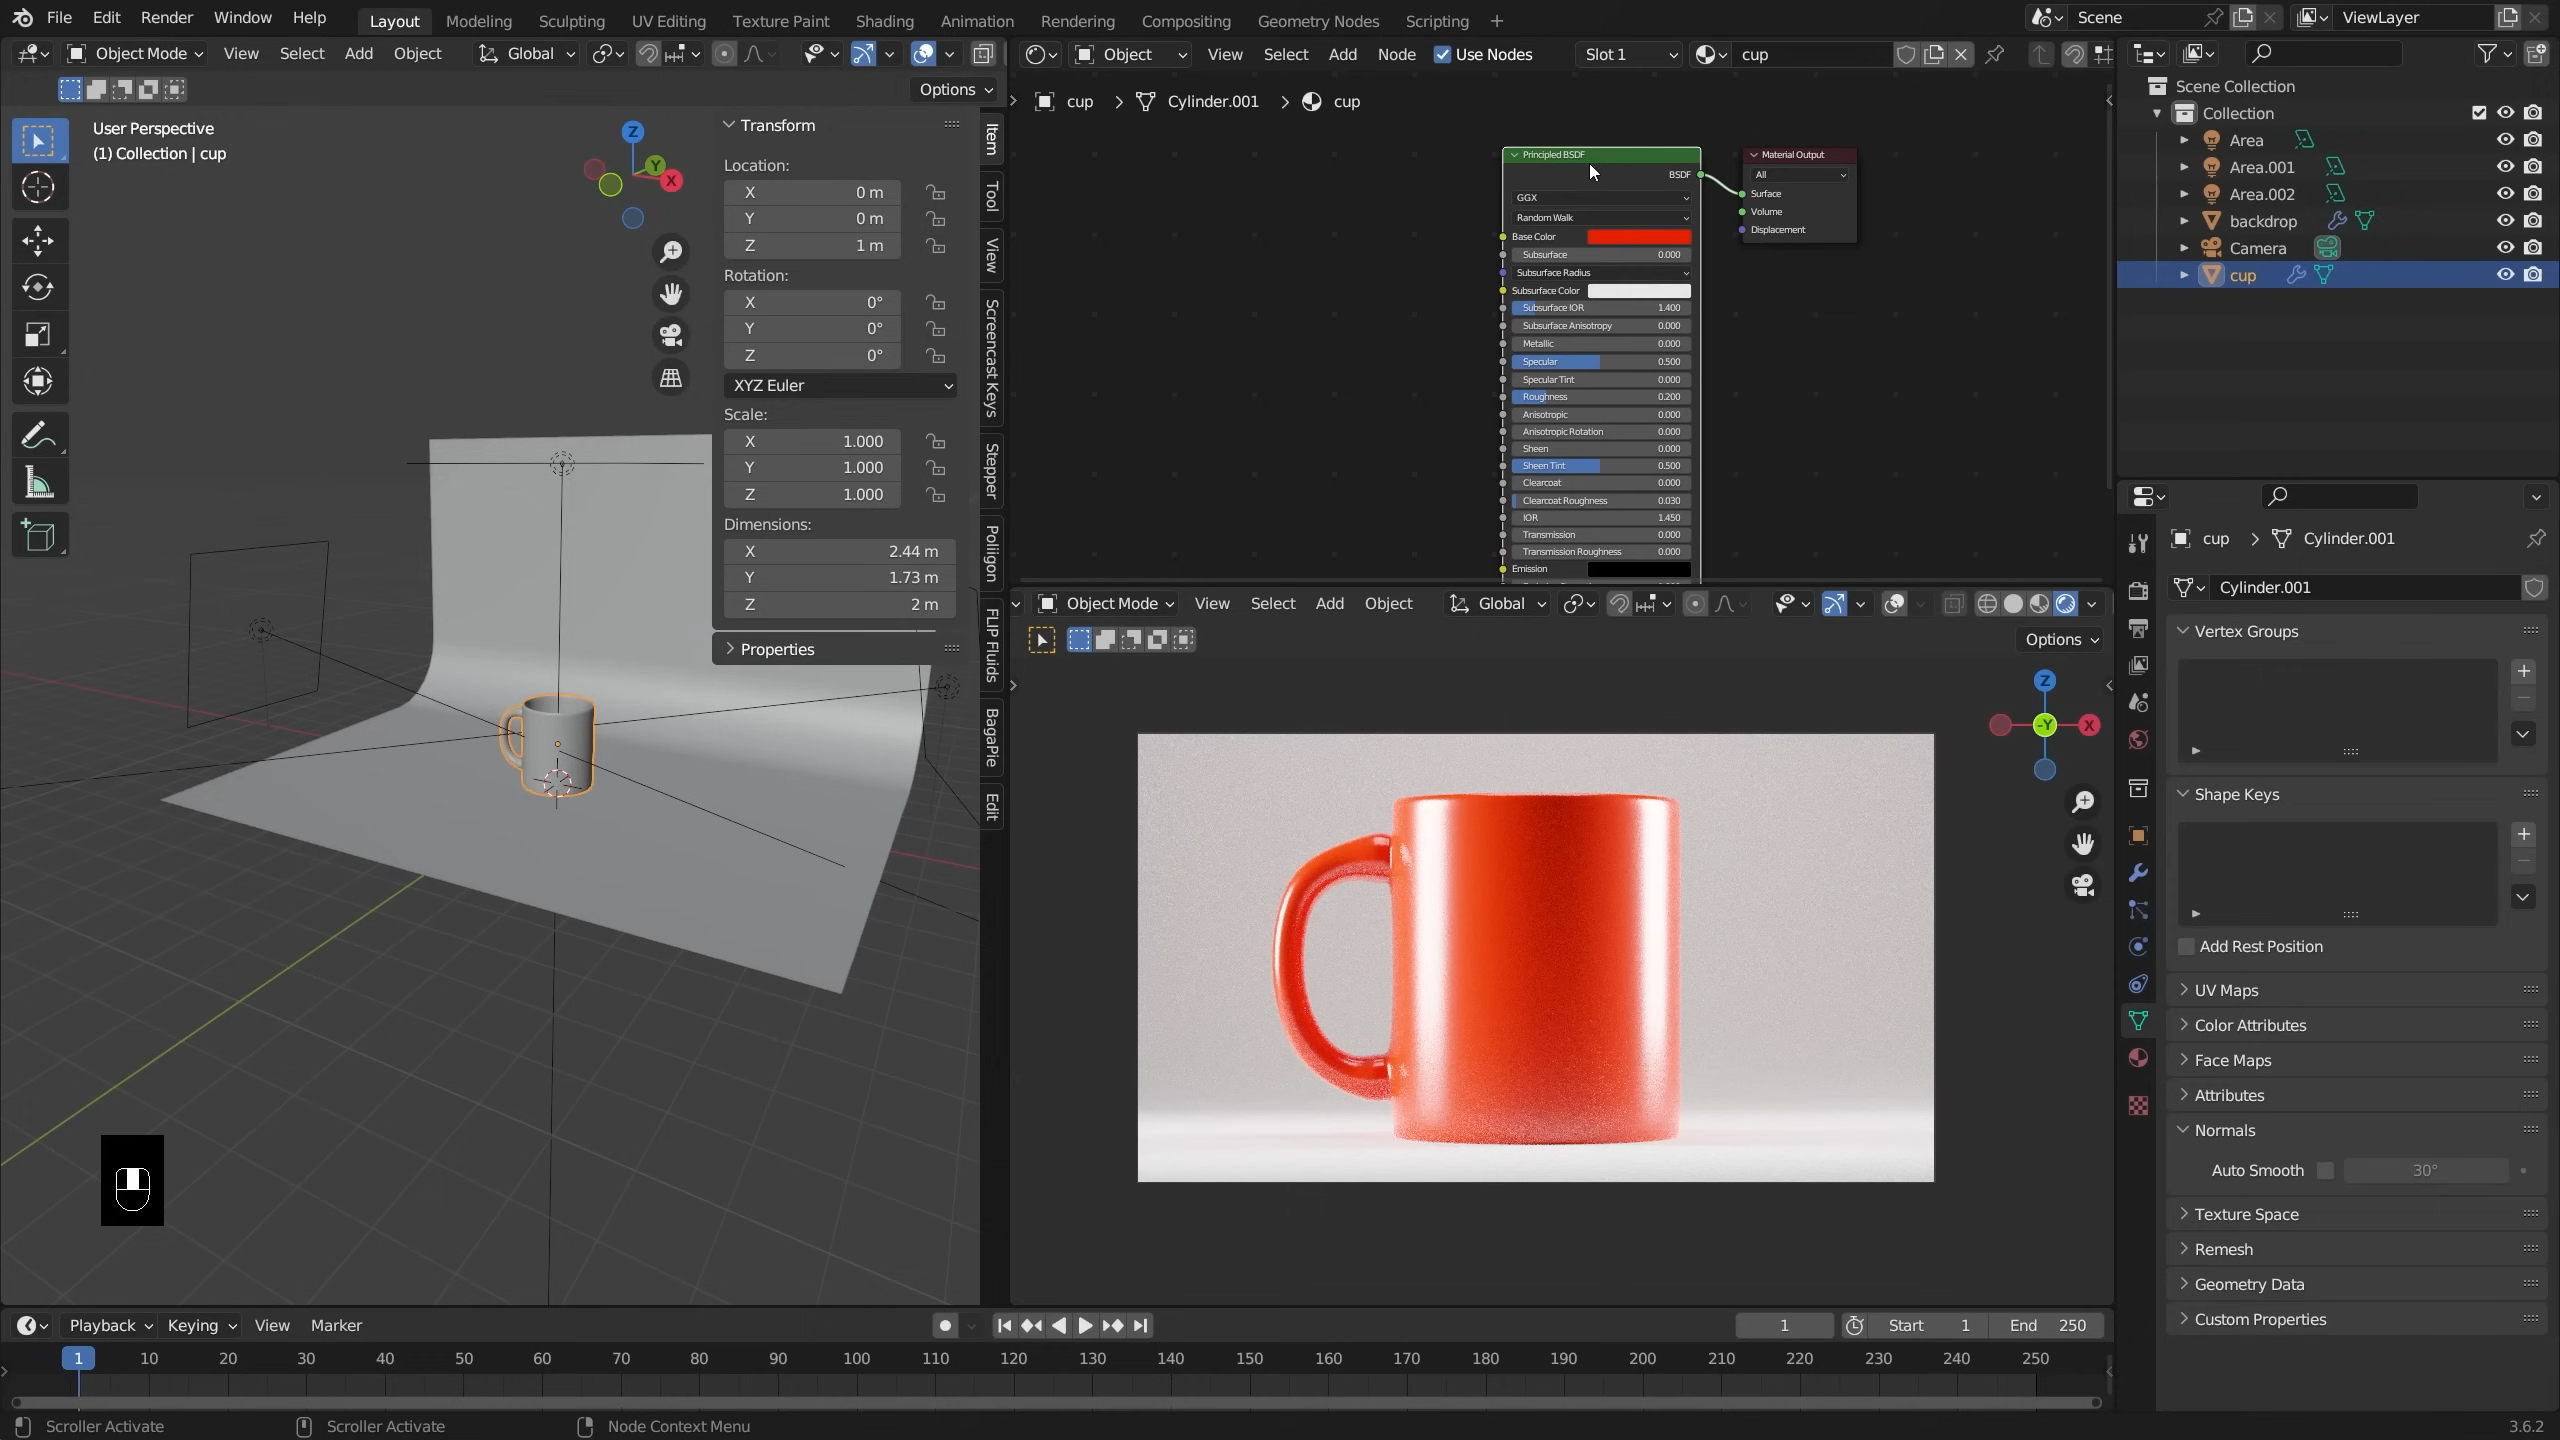 File Edit Render Window Help Layout Modeling Sculpting UV Editing Texture Paint Shading Animation Rendering Compositing Geometry Nodes Scripting + Scene ViewLayer
Object Mode View Select Add Object Global
Options
User Perspective
(1) Collection | cup
Z
Y
X
Transform
Location:
X 0 m
Y 0 m
Z 1 m
Rotation:
X 0°
Y 0°
Z 0°
XYZ Euler
Scale:
X 1.000
Y 1.000
Z 1.000
Dimensions:
X 2.44 m
Y 1.73 m
Z 2 m
Properties
Item
Tool
View
Screencast Keys
Stepper
Poliigon
FLIP Fluids
BagaPie
Edit
Object View Select Add Node Use Nodes Slot 1 cup
cup > Cylinder.001 > cup
Principled BSDF
BSDF
GGX
Random Walk
Base Color
Subsurface 0.000
Subsurface Radius
Subsurface Color
Subsurface IOR 1.400
Subsurface Anisotropy 0.000
Metallic 0.000
Specular 0.500
Specular Tint 0.000
Roughness 0.200
Anisotropic 0.000
Anisotropic Rotation 0.000
Sheen 0.000
Sheen Tint 0.500
Clearcoat 0.000
Clearcoat Roughness 0.030
IOR 1.450
Transmission 0.000
Transmission Roughness 0.000
Emission
Material Output
All
Surface
Volume
Displacement
Object Mode View Select Add Object Global
Options
Z
-Y
X
Scene Collection
Collection
Area
Area.001
Area.002
backdrop
Camera
cup
cup > Cylinder.001
Cylinder.001
Vertex Groups
Shape Keys
Add Rest Position
UV Maps
Color Attributes
Face Maps
Attributes
Normals
Auto Smooth 30°
Texture Space
Remesh
Geometry Data
Custom Properties
Playback Keying View Marker 1 Start 1 End 250
1 10 20 30 40 50 60 70 80 90 100 110 120 130 140 150 160 170 180 190 200 210 220 230 240 250
Scroller Activate Scroller Activate Node Context Menu 3.6.2